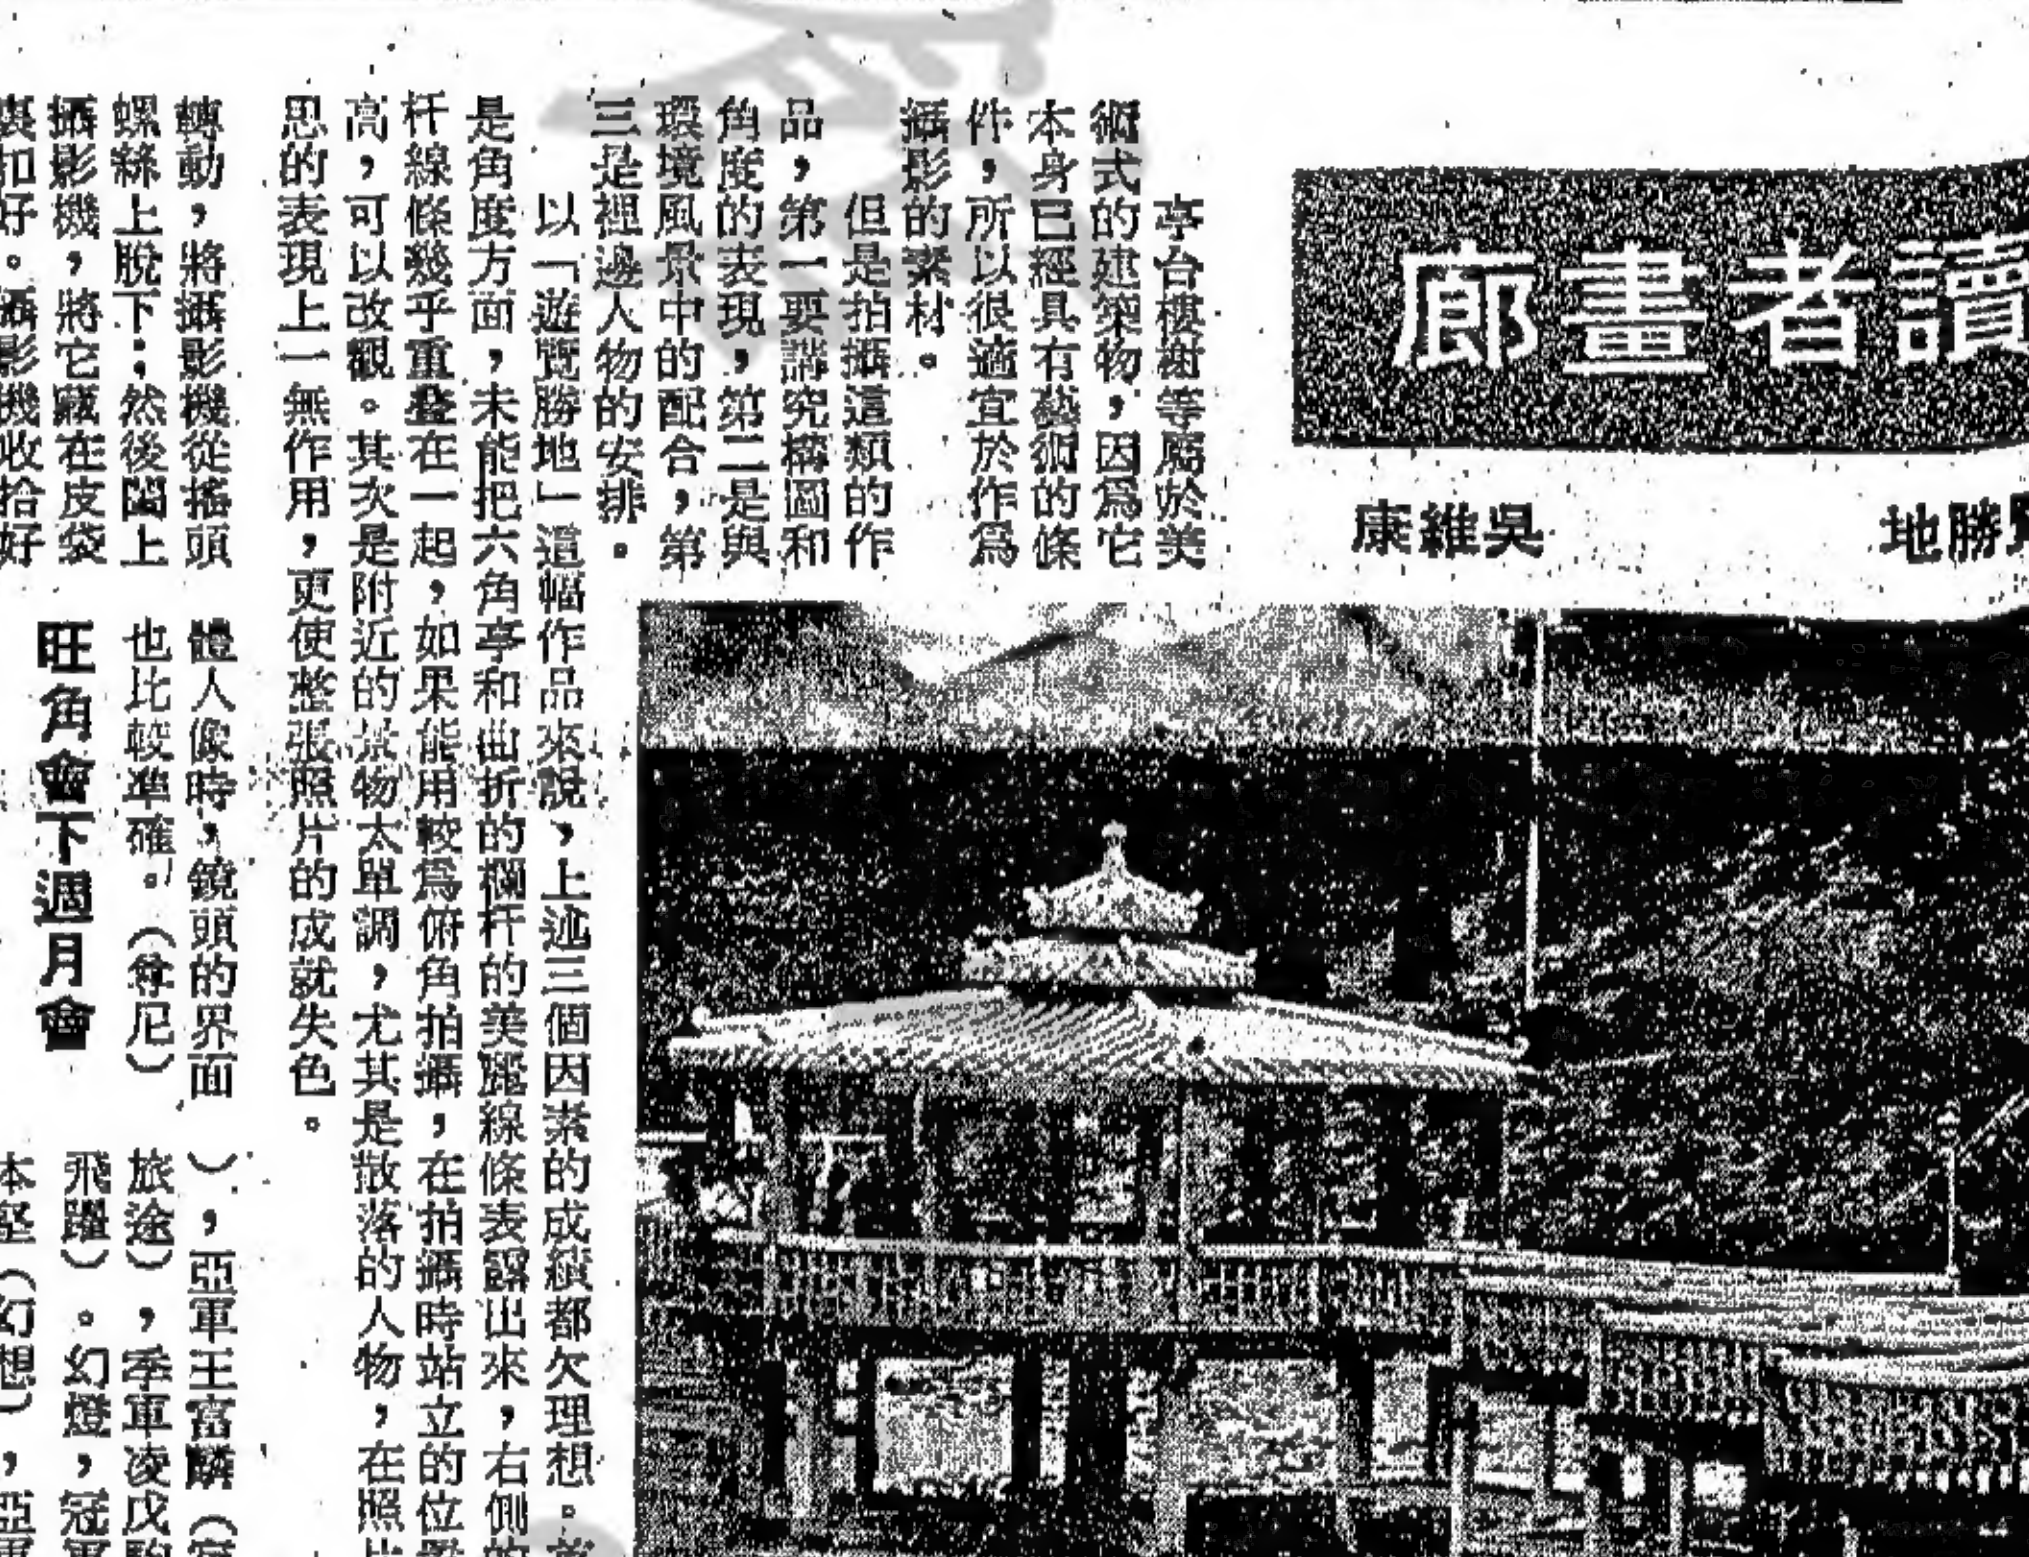 讀者畫廊
勝地
吳維康
亭台樓榭等屬於美
術式的建築物，因爲它
本身已經具有藝術的條
件，所以很適宜於作爲
攝影的素材。
但是拍攝這類的作
品，第一要講究構圖和
角度的表現，第二是與
環境風景中的配合，第
三是裡邊人物的安排。
以「遊覽勝地」這幅作品來說，上述三個因素的成績都欠理想。首
是角度方面，未能把六角亭和曲折的欄杆的美麗線條表露出來，右側的
杆線條幾乎重叠在一起，如果能用較爲俯角拍攝，在拍攝時站立的位置
高，可以改觀。其次是附近的景物太單調，尤其是散落的人物，在照片
思的表現上一無作用，更使整張照片的成就失色。
轉動，將攝影機從搖頭
螺絲上脫下；然後關上
攝影機，將它藏在皮袋
裏扣好。攝影機收拾好
體人像時，鏡頭的界面
也比較準確。（尊尼）
旺角會下週月會
），亞軍王富麟（
旅途），季軍凌戊駒
飛躍）。幻燈，冠軍
本堅（幻想），亞軍